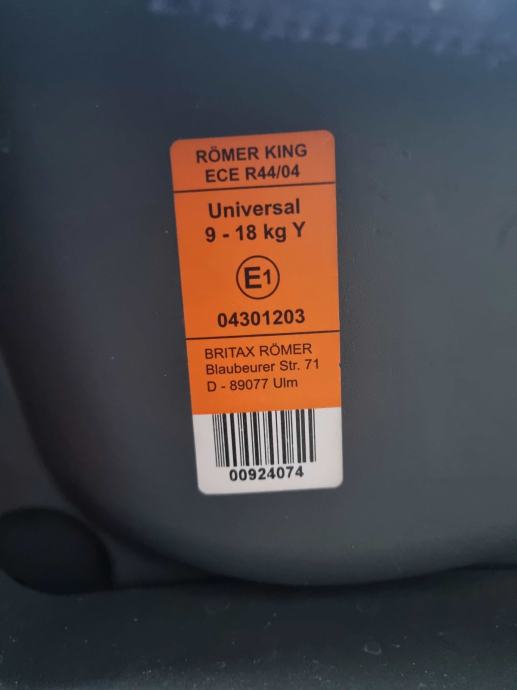 RÖMER KING
ECE R44/04
Universal
9 - 18 kg Y
E1
04301203
BRITAX RÖMER
Blaubeurer Str. 71
D - 89077 Ulm
00924074